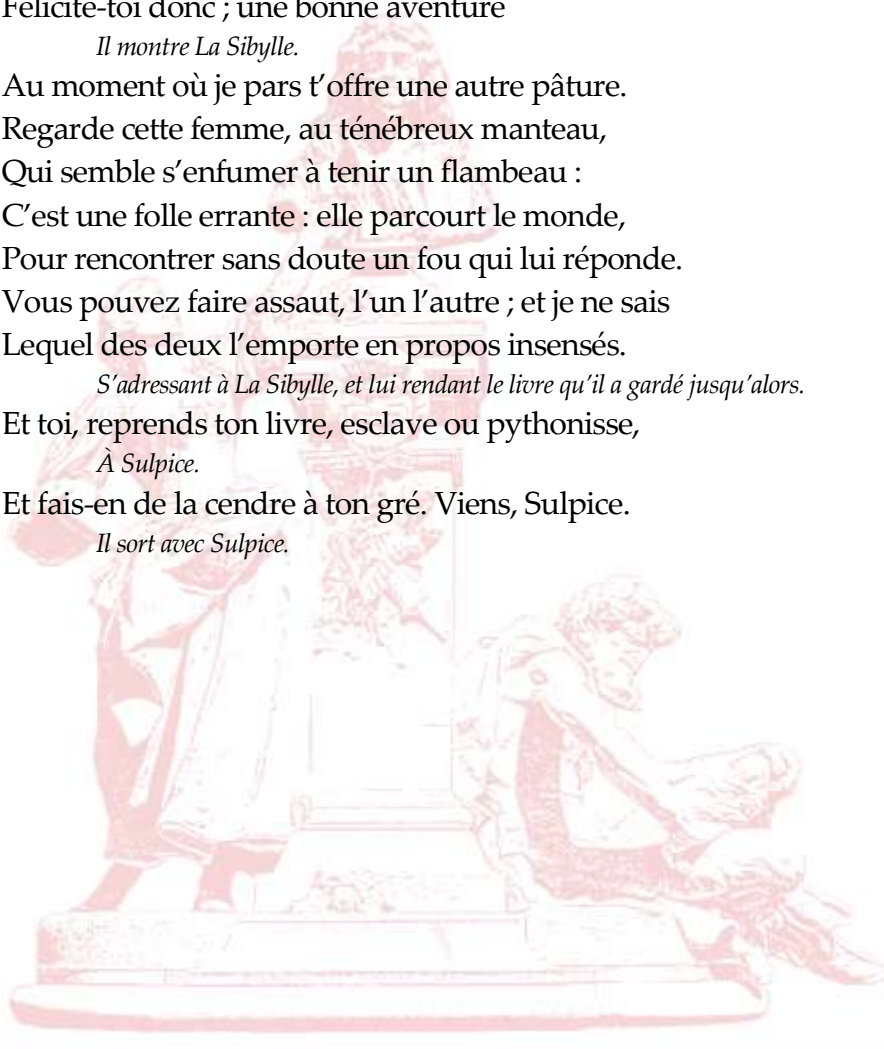 Félicite-toi donc ; une bonne aventure
Il montre La Sibylle.
Au moment où je pars t’offre une autre pâture.
Regarde cette femme, au ténébreux manteau,
Qui semble s’enfumer à tenir un flambeau :
C’est une folle errante : elle parcourt le monde,
Pour rencontrer sans doute un fou qui lui réponde.
Vous pouvez faire assaut, l’un l’autre ; et je ne sais
Lequel des deux l’emporte en propos insensés.
S’adressant à La Sibylle, et lui rendant le livre qu’il a gardé jusqu’alors.
Et toi, reprends ton livre, esclave ou pythonisse,
À Sulpice.
Et fais-en de la cendre à ton gré. Viens, Sulpice.
Il sort avec Sulpice.